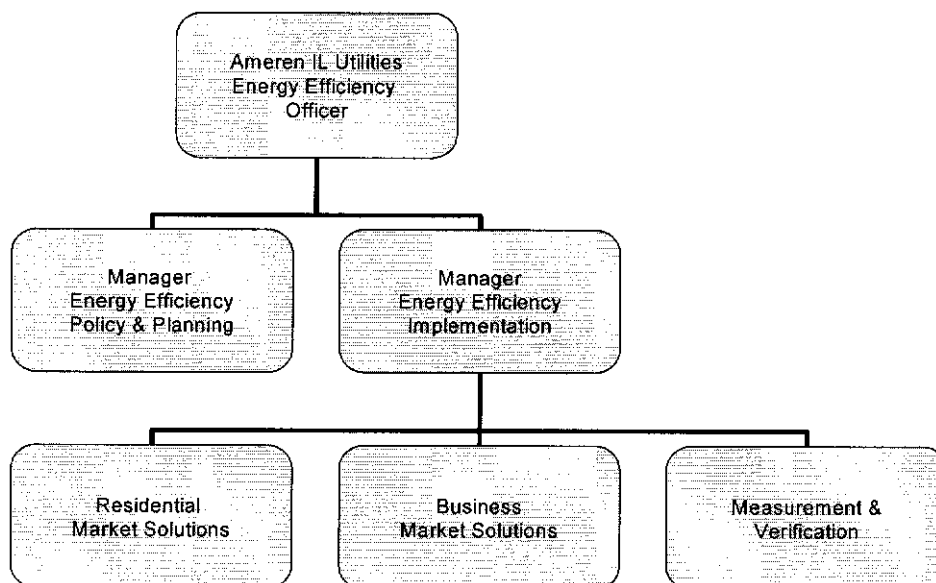 Ameren IL Utilities
Energy Efficiency
Officer
Manager
Energy Efficiency
Policy & Planning
Manager
Energy Efficiency
Implementation
Residential
Market Solutions
Business
Market Solutions
Measurement &
Verification